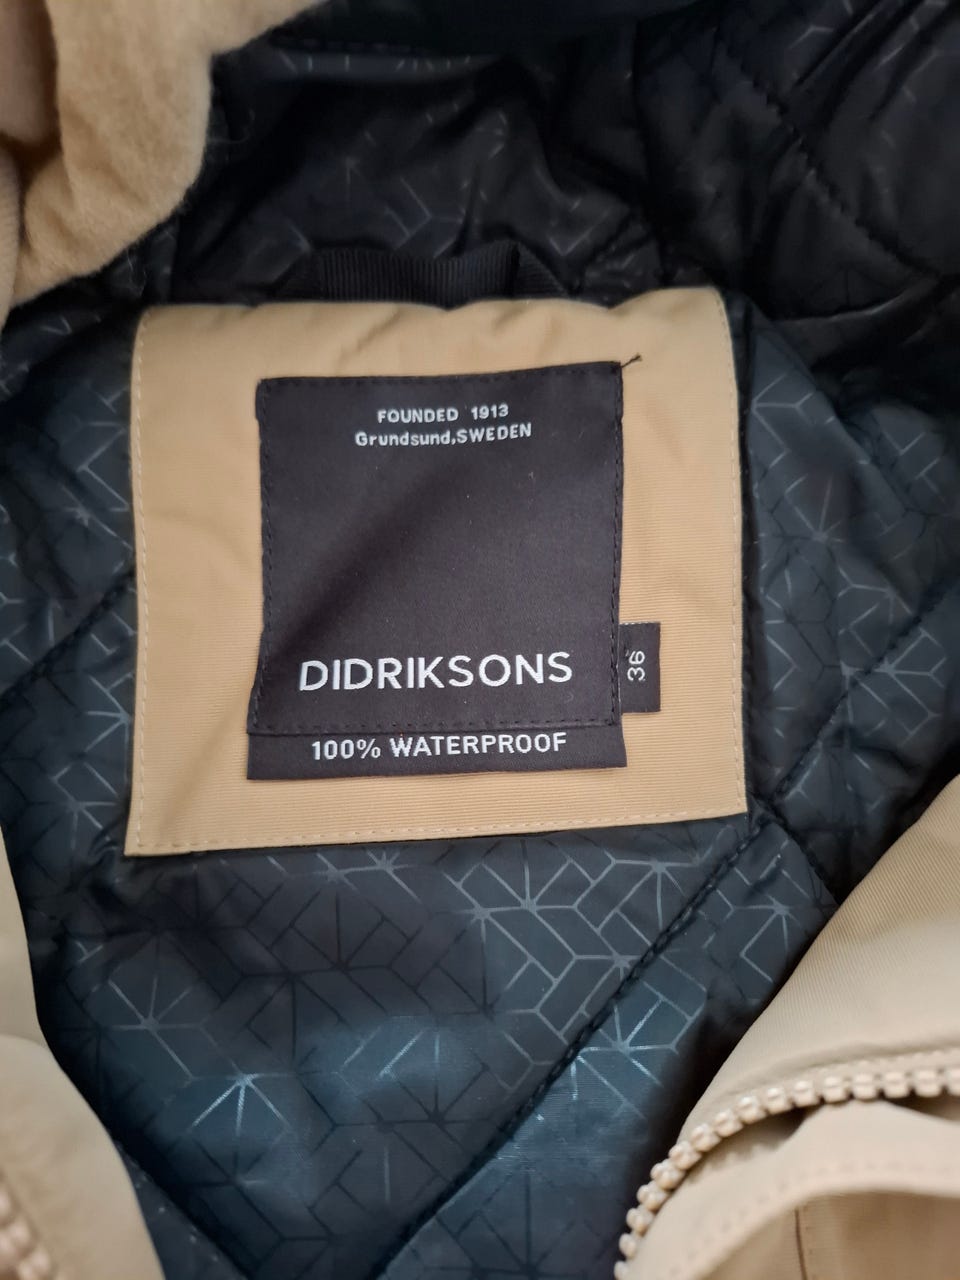 FOUNDED 1913
Grundsund,SWEDEN
DIDRIKSONS
36
100% WATERPROOF